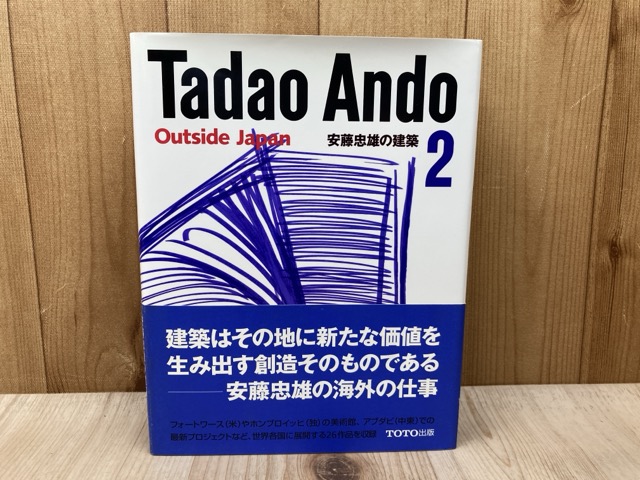 Tadao Ando
Outside Japan
安藤忠雄の建築
2
建築はその地に新たな価値を
生み出す創造そのものである
——安藤忠雄の海外の仕事
フォートワース(米)やホンブロイッヒ(独)の美術館、アブダビ(中東)での
最新プロジェクトなど、世界各国に展開する26作品を収録
TOTO出版